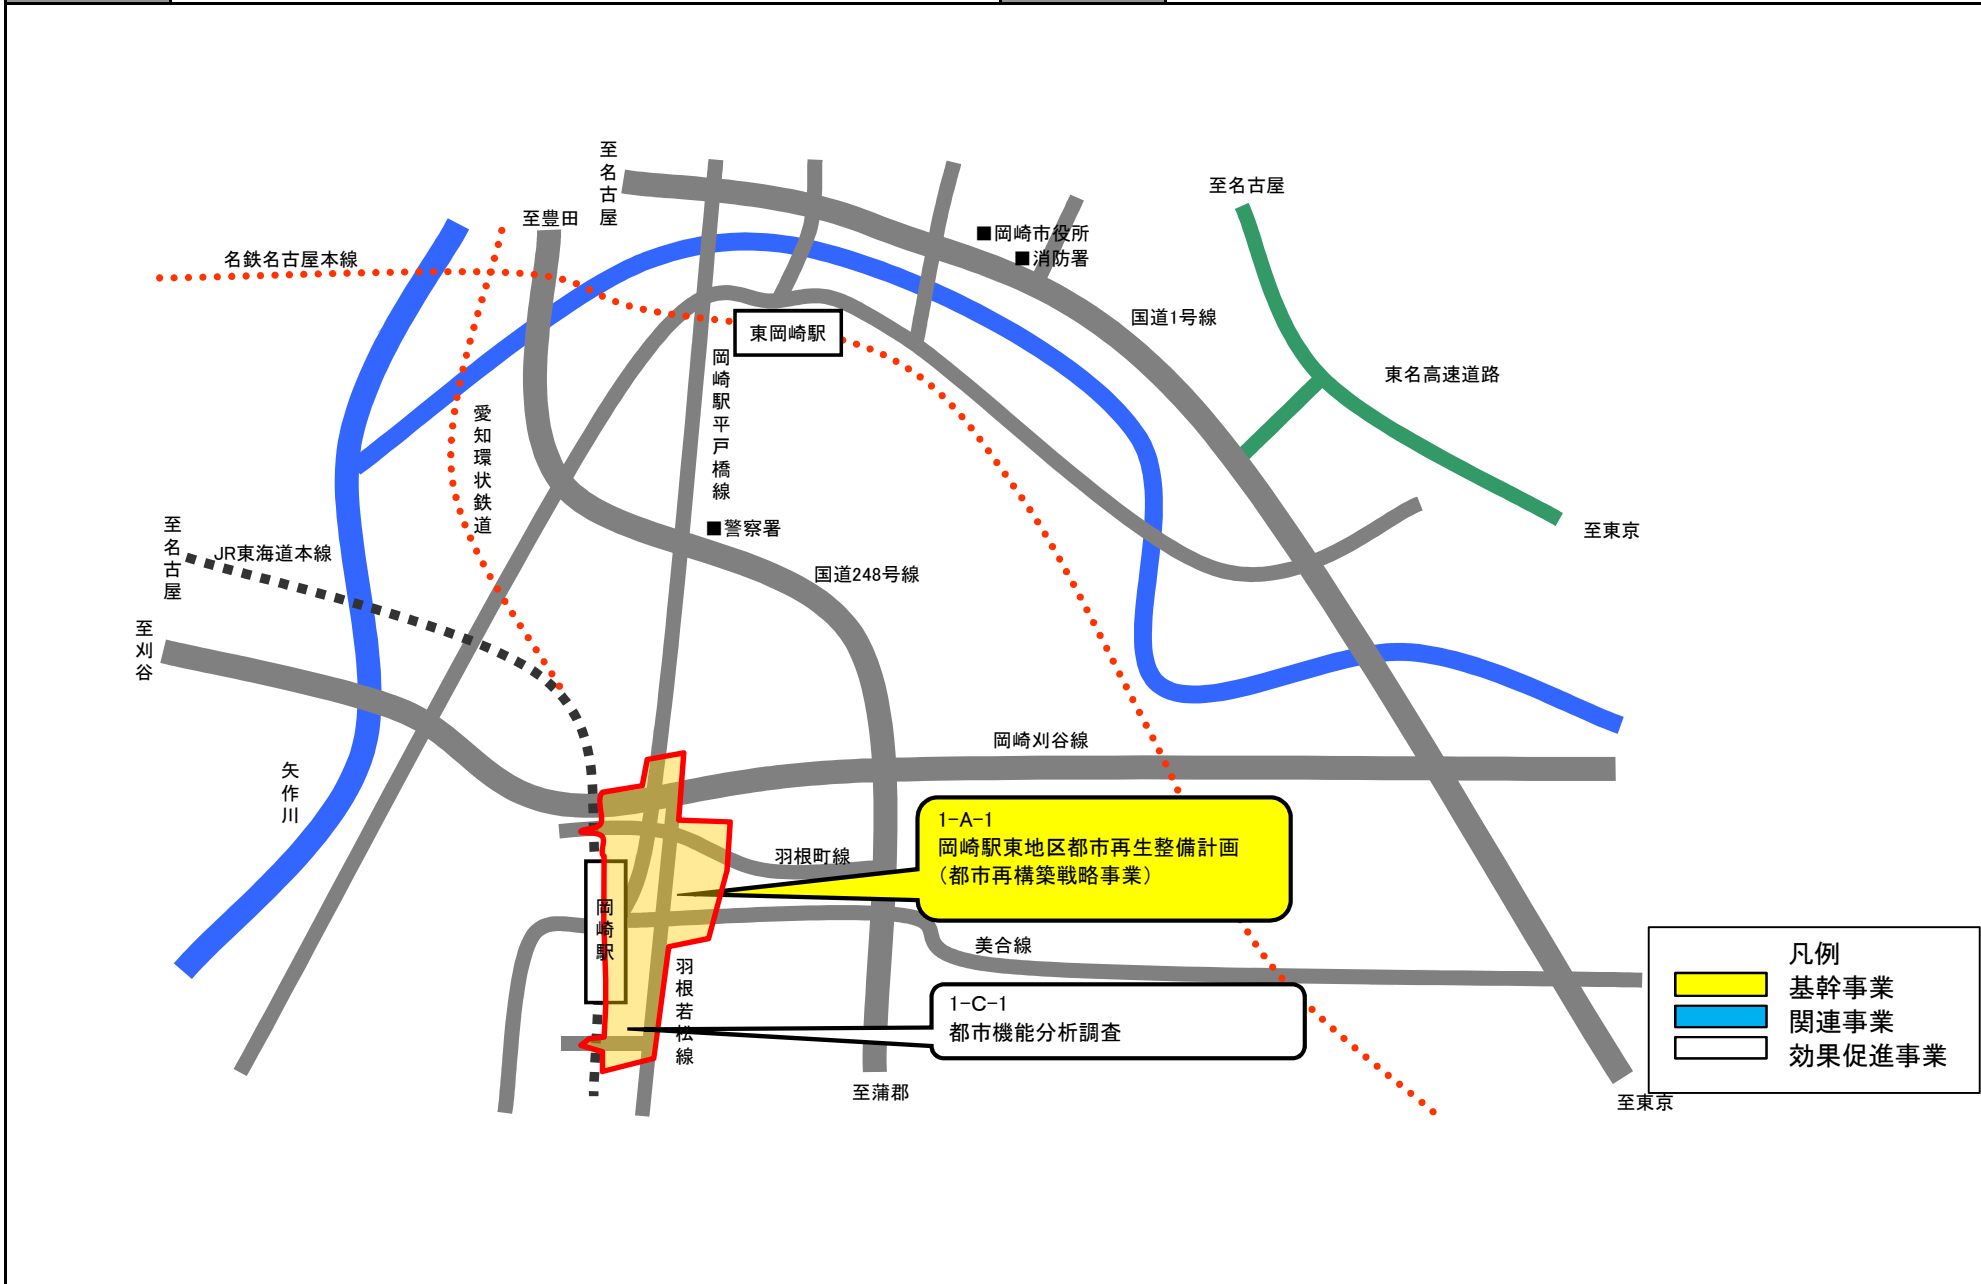 至名古屋
至豊田
至名古屋
名鉄名古屋本線
■岡崎市役所
■消防署
国道1号線
東岡崎駅
岡崎駅平戸橋線
東名高速道路
愛知環状鉄道
■警察署
至東京
至名古屋
JR東海道本線
国道248号線
至刈谷
岡崎刈谷線
矢作川
1-A-1
岡崎駅東地区都市再生整備計画
（都市再構築戦略事業）
羽根町線
岡崎駅
美合線
羽根若松線
1-C-1
都市機能分析調査
至蒲郡
凡例
基幹事業
関連事業
効果促進事業
至東京